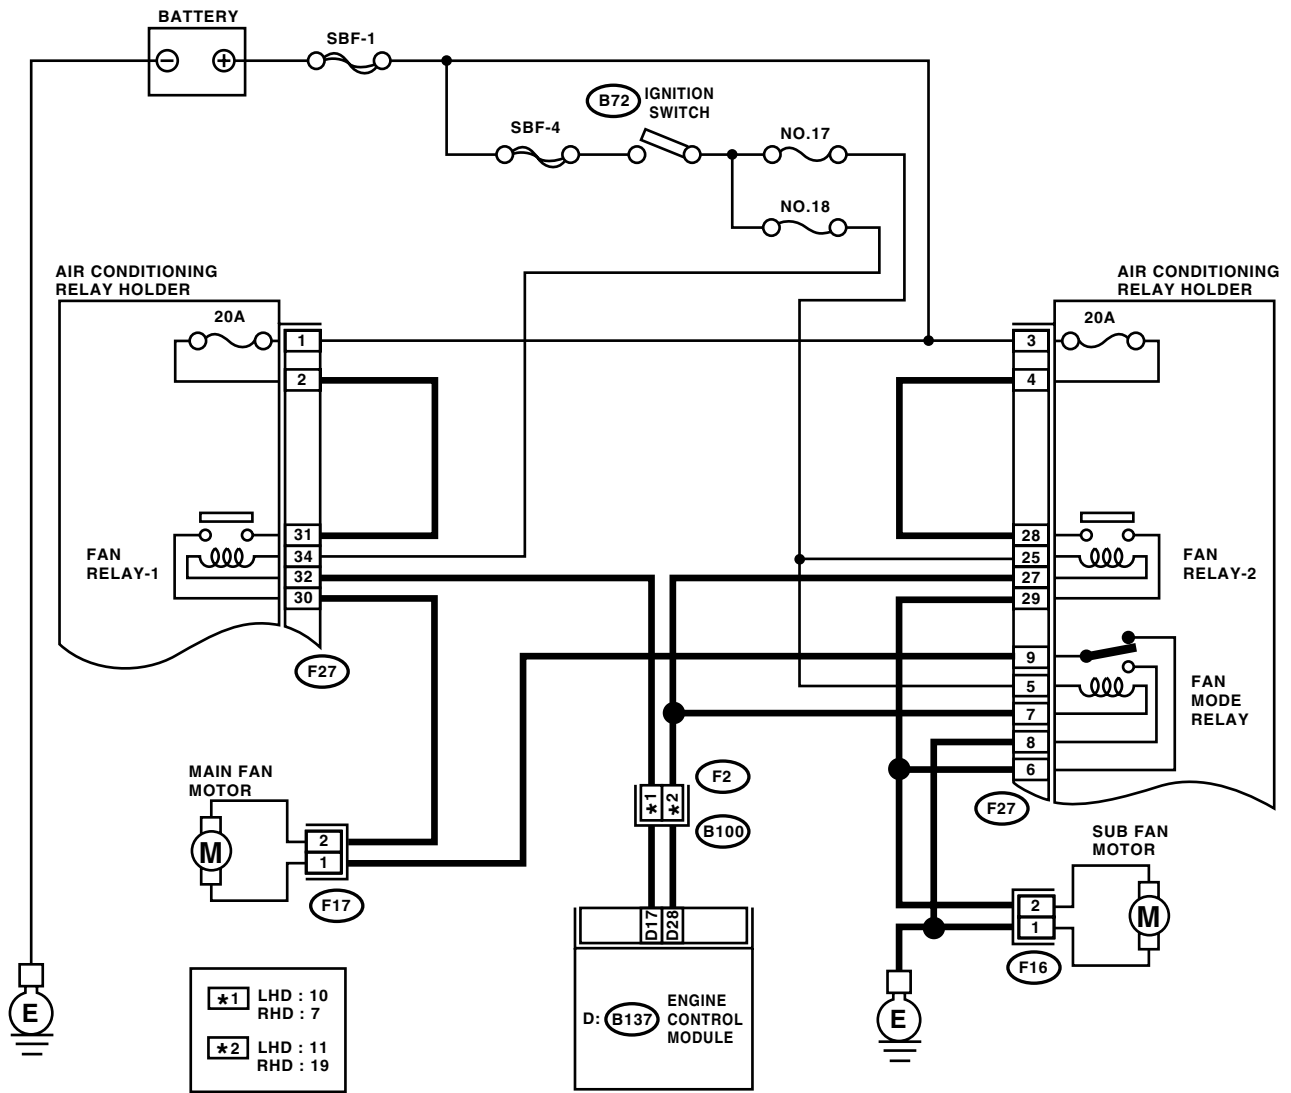 BATTERY
− +
SBF-1
B72
IGNITION
SWITCH
SBF-4
NO.17
NO.18
AIR CONDITIONING
RELAY HOLDER
20A
1
2
31
34
32
30
FAN
RELAY-1
F27
AIR CONDITIONING
RELAY HOLDER
20A
3
4
28
25
27
29
9
5
7
8
6
FAN
RELAY-2
FAN
MODE
RELAY
F27
MAIN FAN
MOTOR
M
2
1
F17
*1 *2
F2
B100
SUB FAN
MOTOR
2
1
M
F16
D17 D28
D: B137
ENGINE
CONTROL
MODULE
E
E
*1 LHD : 10
RHD : 7
*2 LHD : 11
RHD : 19